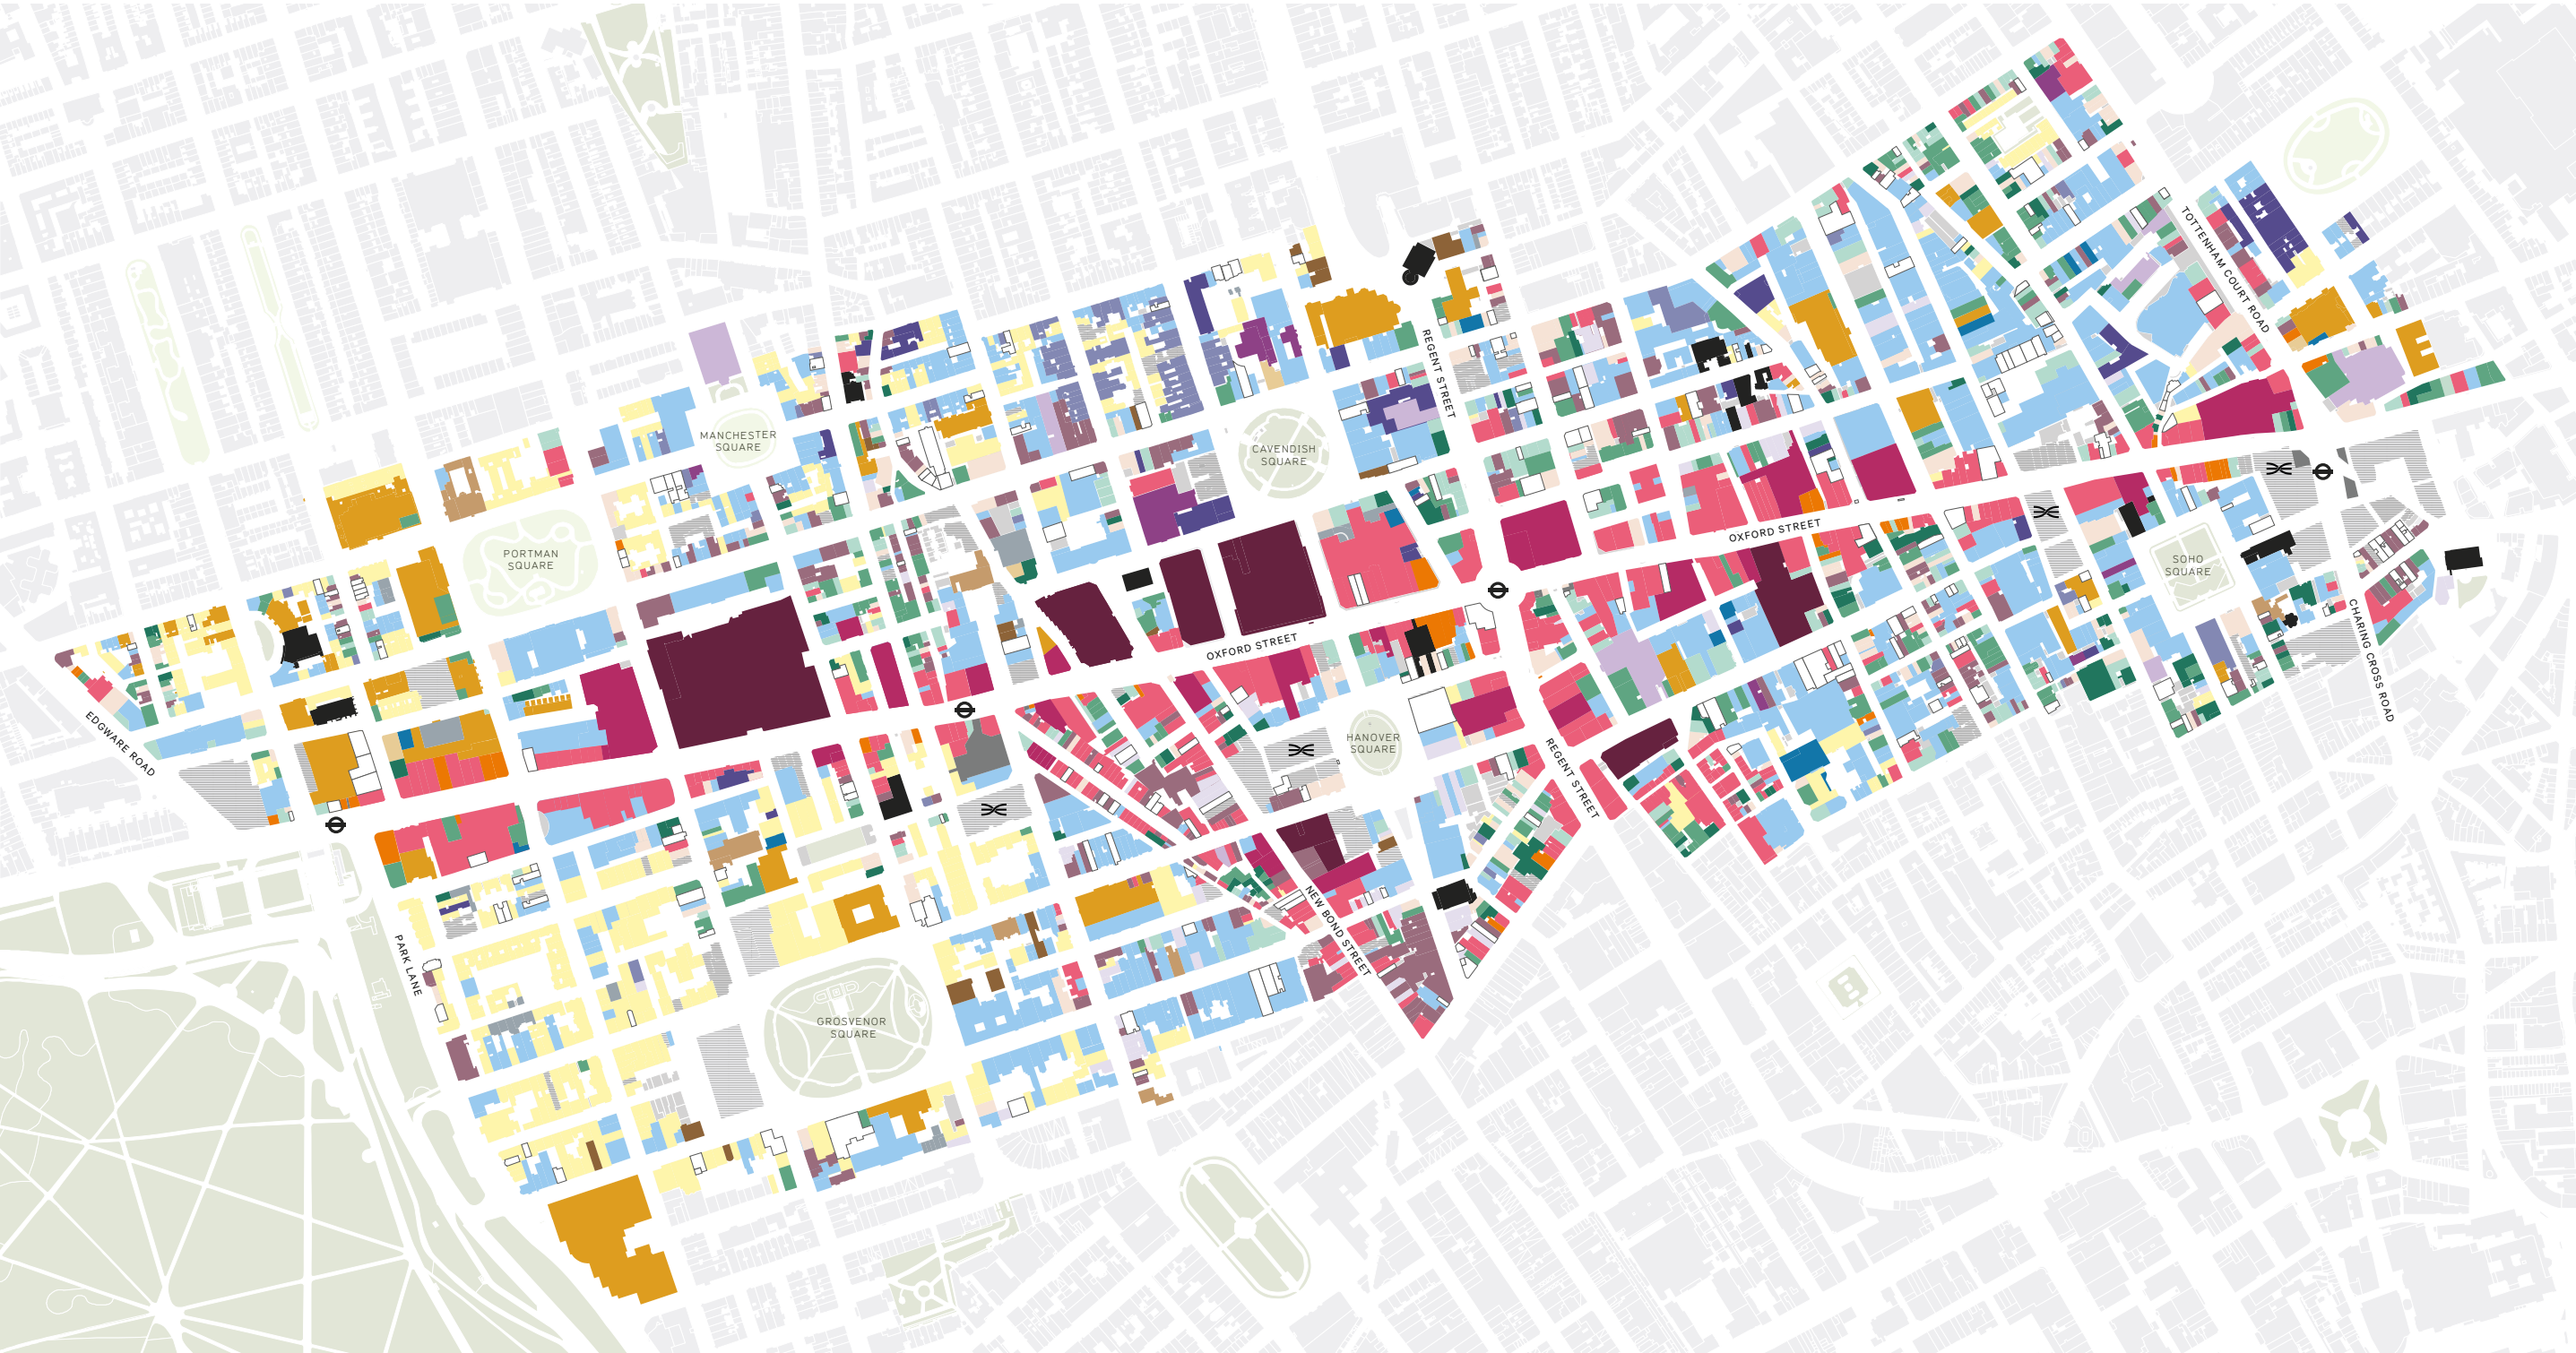 TOTTENHAM COURT ROAD
REGENT STREET
MANCHESTER
SQUARE
CAVENDISH
SQUARE
OXFORD STREET
PORTMAN
SQUARE
SOHO
SQUARE
CHARING CROSS ROAD
OXFORD STREET
EDGWARE ROAD
HANOVER
SQUARE
REGENT STREET
NEW BOND STREET
PARK LANE
GROSVENOR
SQUARE